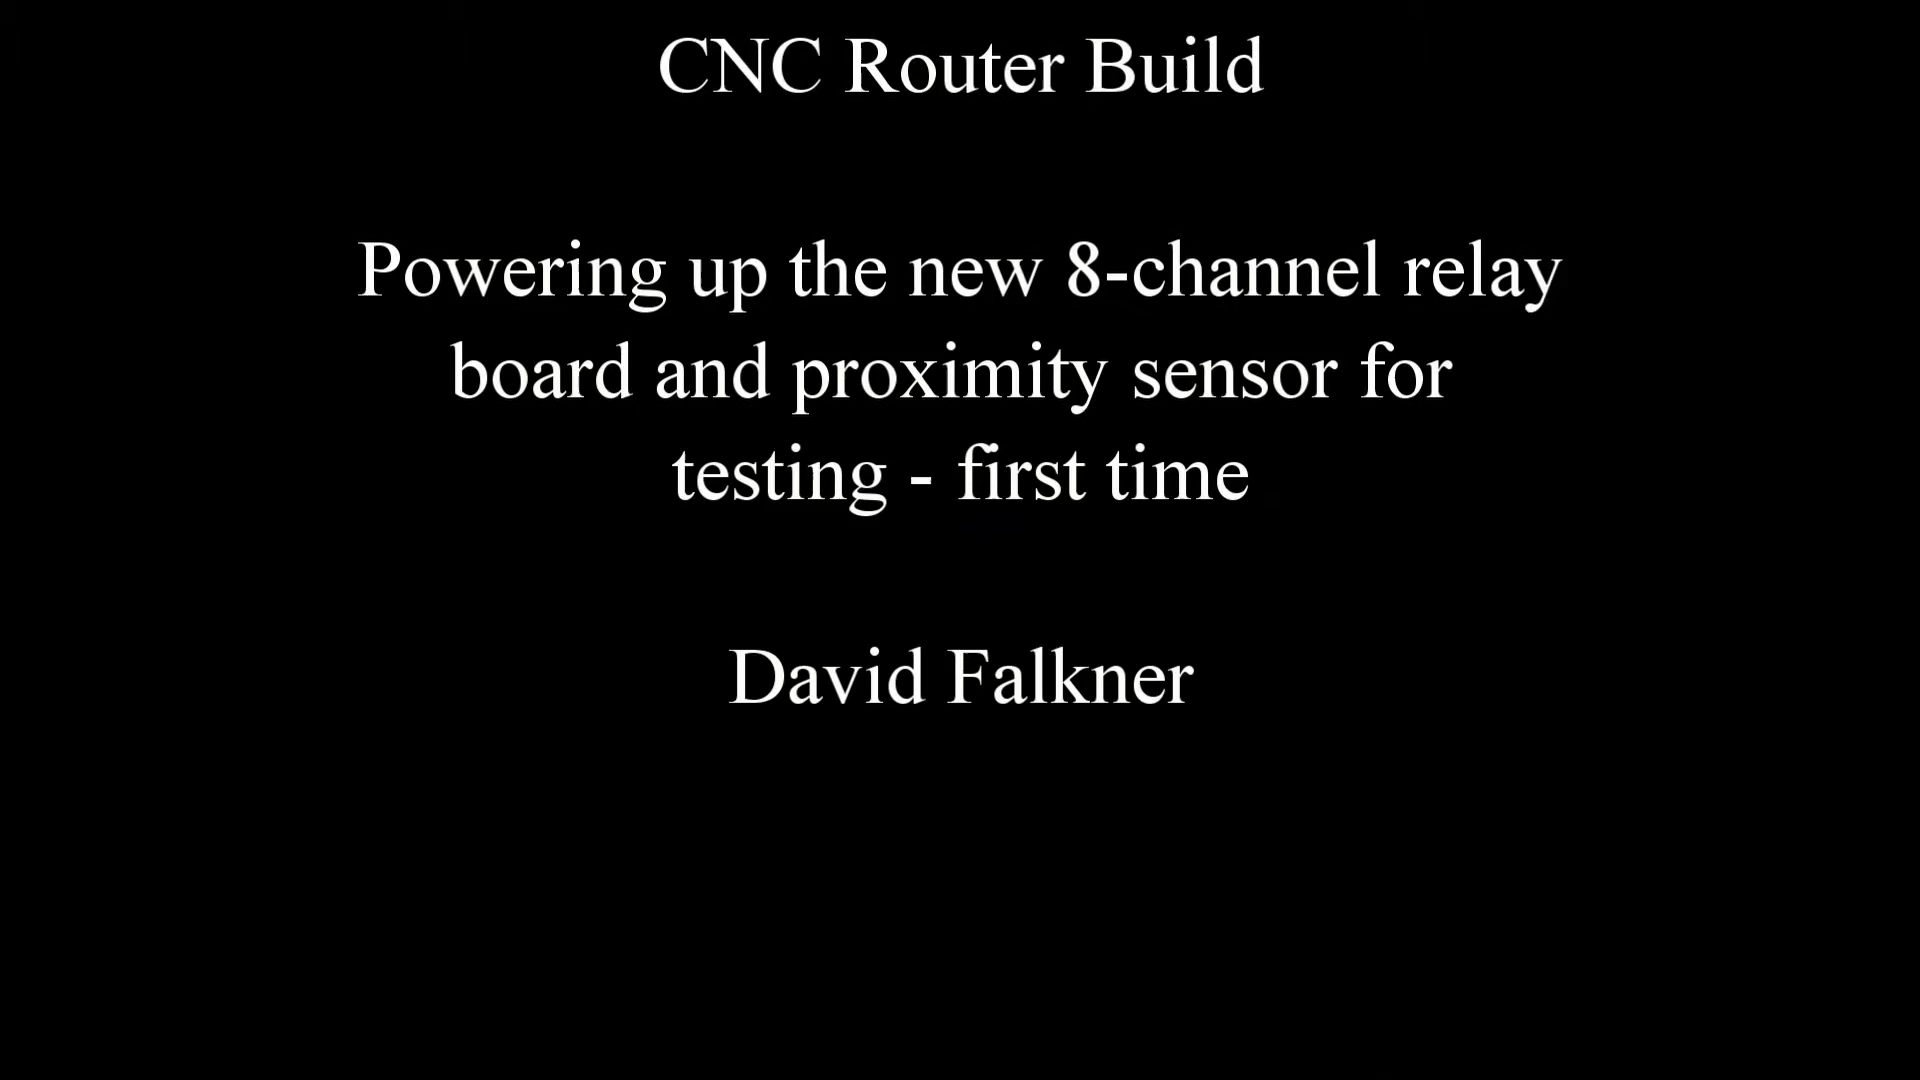 CNC Router Build
Powering up the new 8-channel relay
board and proximity sensor for
testing - first time
David Falkner